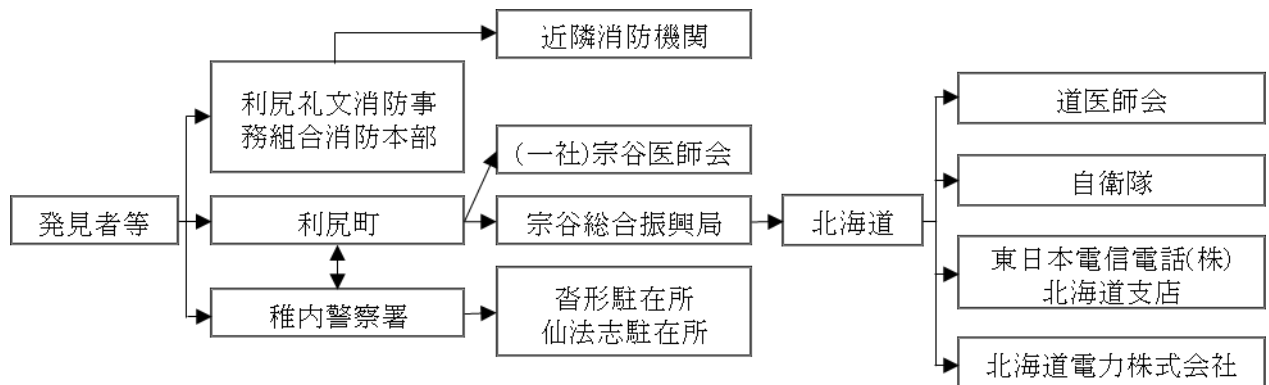 近隣消防機関
利尻礼文消防事
務組合消防本部
道医師会
(一社)宗谷医師会
自衛隊
発見者等
利尻町
宗谷総合振興局
北海道
東日本電信電話(株)
北海道支店
稚内警察署
沓形駐在所
仙法志駐在所
北海道電力株式会社